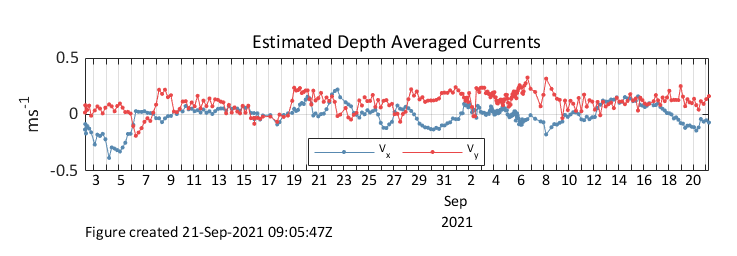 Estimated Depth Averaged Currents
0.5
0
-0.5
ms-1
Vx Vy
3 5 7 9 11 13 15 17 19 21 23 25 27 29 31 2 4 6 8 10 12 14 16 18 20
Sep
2021
Figure created 21-Sep-2021 09:05:47Z